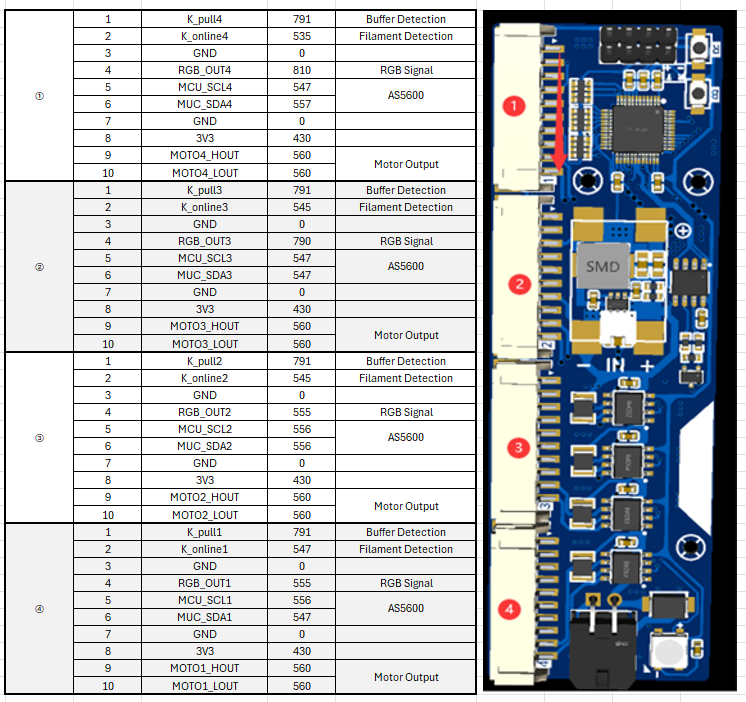 ①
1 K_pull4 791 Buffer Detection
2 K_online4 535 Filament Detection
3 GND 0
4 RGB_OUT4 810 RGB Signal
5 MCU_SCL4 547 AS5600
6 MUC_SDA4 557
7 GND 0
8 3V3 430
9 MOTO4_HOUT 560 Motor Output
10 MOTO4_LOUT 560
②
1 K_pull3 791 Buffer Detection
2 K_online3 545 Filament Detection
3 GND 0
4 RGB_OUT3 790 RGB Signal
5 MCU_SCL3 547 AS5600
6 MUC_SDA3 547
7 GND 0
8 3V3 430
9 MOTO3_HOUT 560 Motor Output
10 MOTO3_LOUT 560
③
1 K_pull2 791 Buffer Detection
2 K_online2 545 Filament Detection
3 GND 0
4 RGB_OUT2 555 RGB Signal
5 MCU_SCL2 556 AS5600
6 MUC_SDA2 556
7 GND 0
8 3V3 430
9 MOTO2_HOUT 560 Motor Output
10 MOTO2_LOUT 560
④
1 K_pull1 791 Buffer Detection
2 K_online1 547 Filament Detection
3 GND 0
4 RGB_OUT1 555 RGB Signal
5 MCU_SCL1 556 AS5600
6 MUC_SDA1 547
7 GND 0
8 3V3 430
9 MOTO1_HOUT 560 Motor Output
10 MOTO1_LOUT 560
1
1
2
SMD
2
− IN +
3
3
4
4